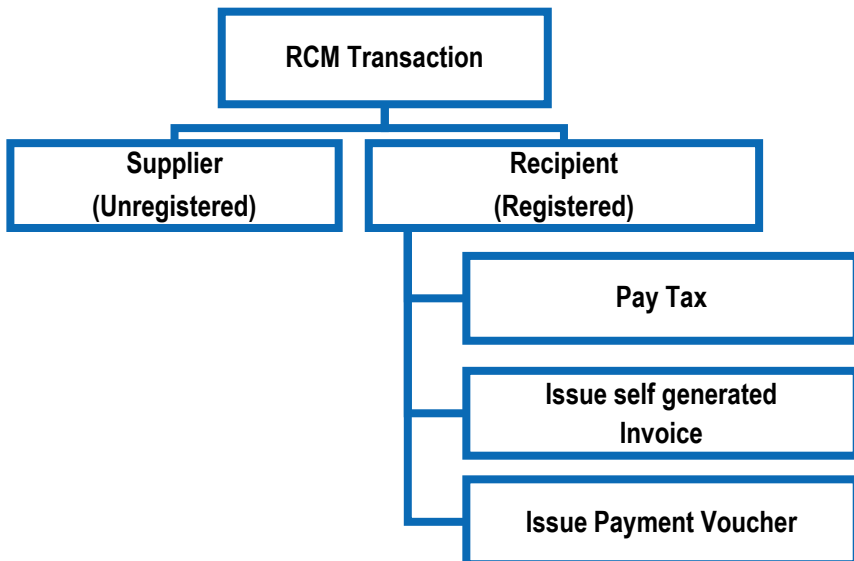 RCM Transaction
Supplier
(Unregistered)
Recipient
(Registered)
Pay Tax
Issue self generated
Invoice
Issue Payment Voucher